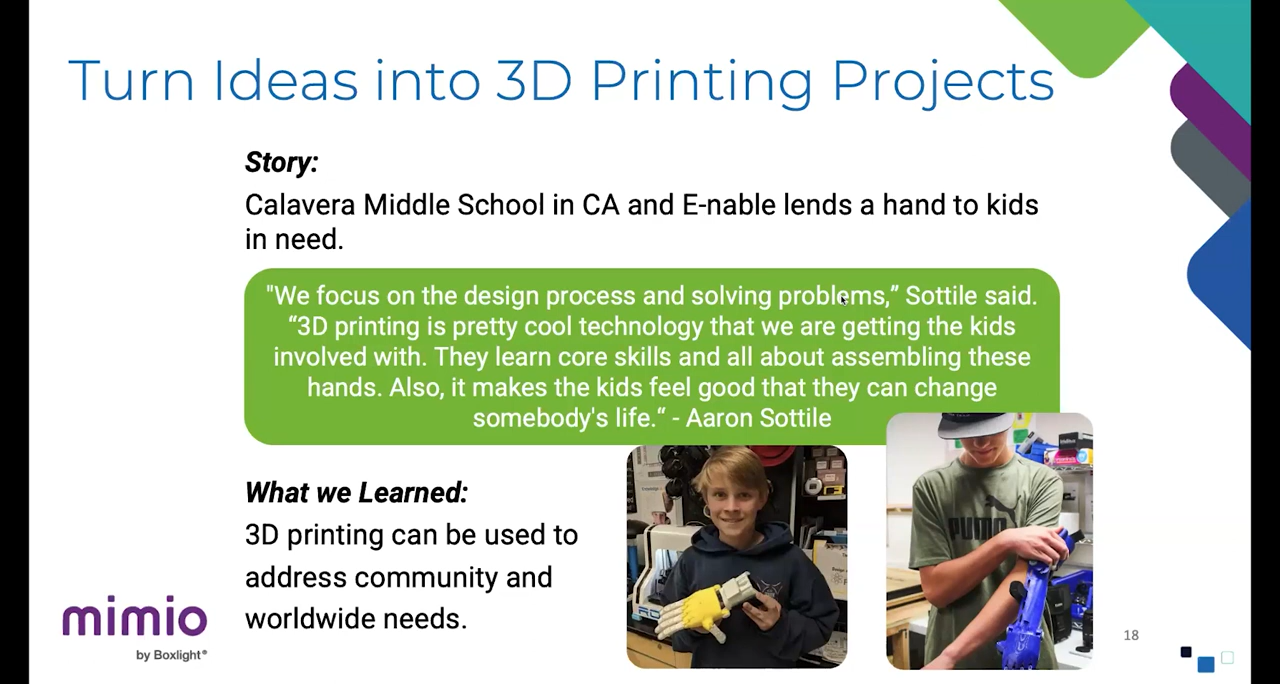 Turn Ideas into 3D Printing Projects
Story:
Calavera Middle School in CA and E-nable lends a hand to kids
in need.
"We focus on the design process and solving problems,” Sottile said.
“3D printing is pretty cool technology that we are getting the kids
involved with. They learn core skills and all about assembling these
hands. Also, it makes the kids feel good that they can change
somebody's life.“ - Aaron Sottile
What we Learned:
3D printing can be used to
address community and
worldwide needs.
PUMA
mimio
by Boxlight®
18